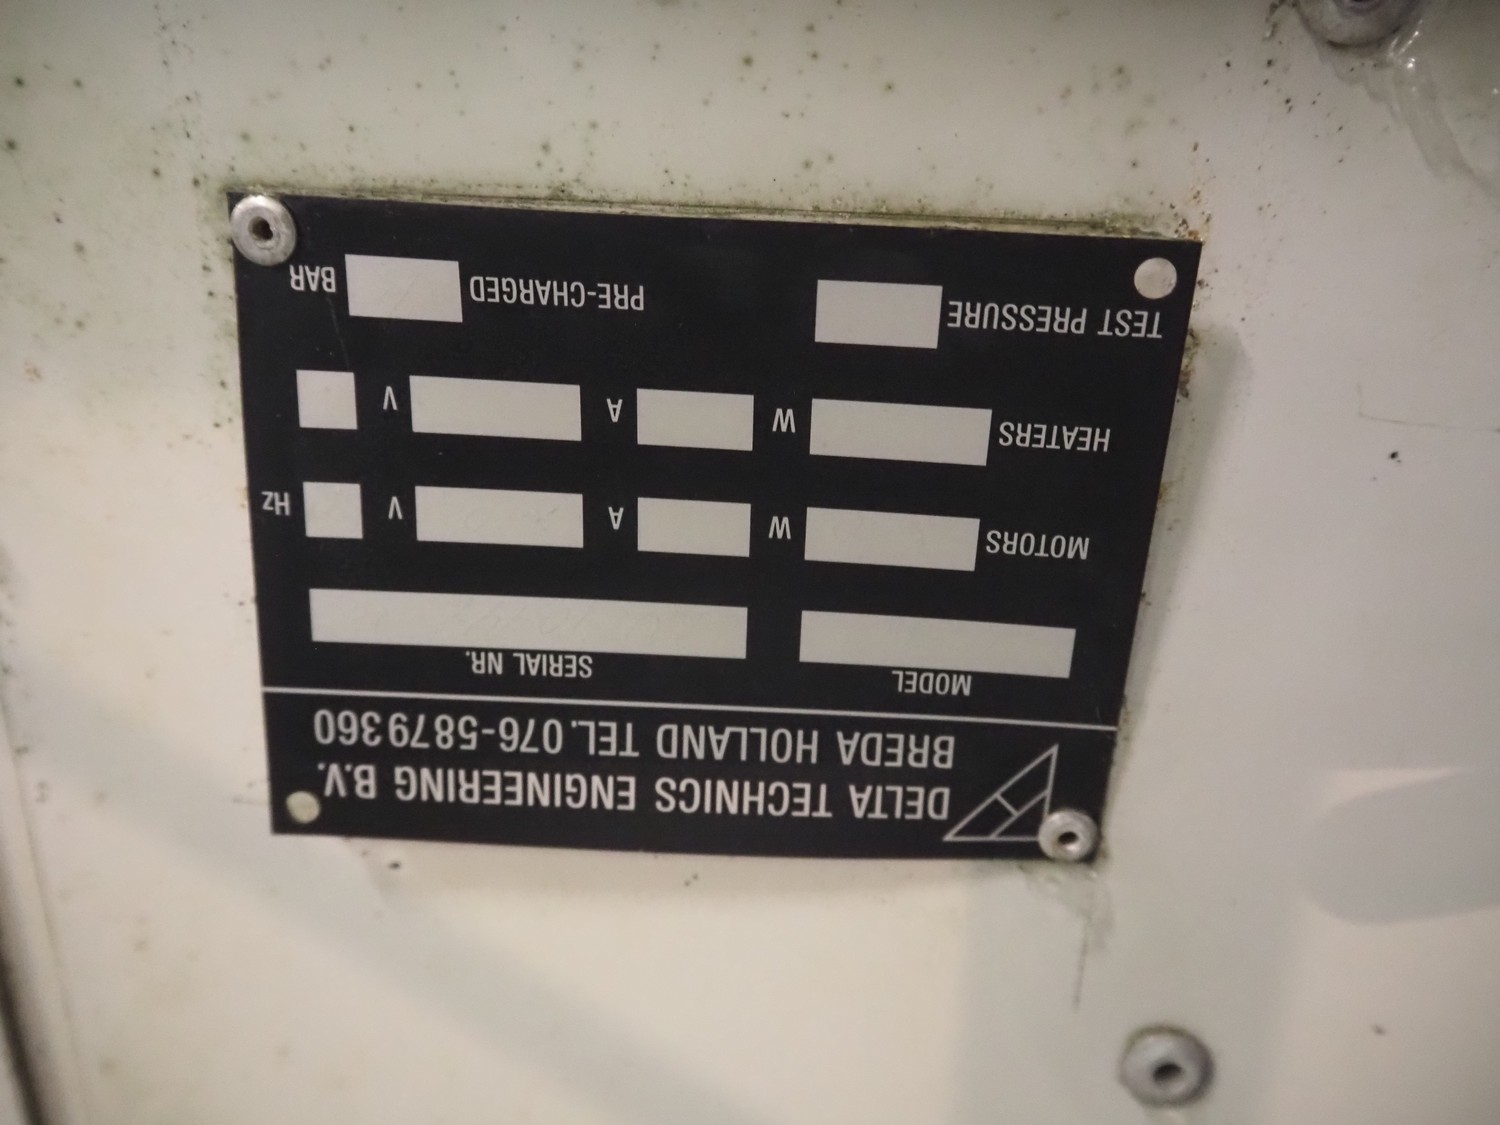 DELTA TECHNICS ENGINEERING B.V.
BREDA HOLLAND TEL. 076-5879360
MODEL SERIAL NR.
MOTORS W A V Hz
HEATERS W A V
TEST PRESSURE PRE-CHARGED BAR